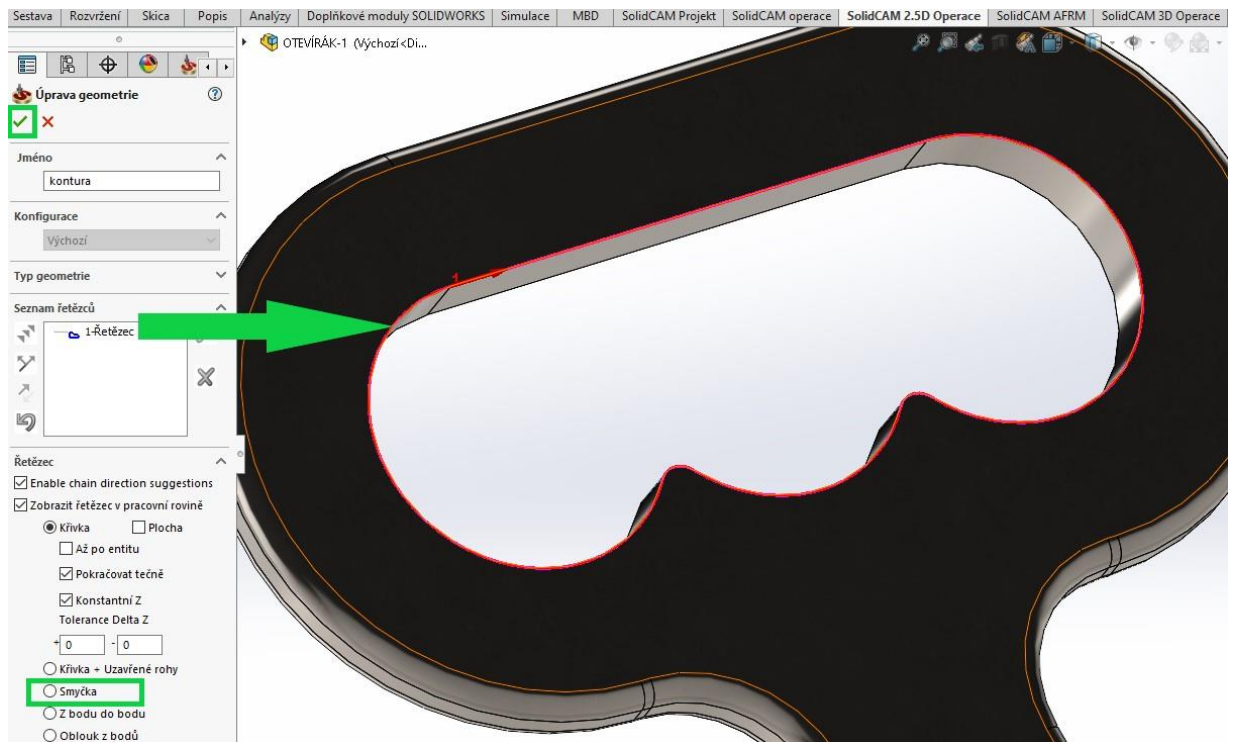 Sestava Rozvržení Skica Popis Analýzy Doplňkové moduly SOLIDWORKS Simulace MBD SolidCAM Projekt SolidCAM operace SolidCAM 2.5D Operace SolidCAM AFRM SolidCAM 3D Operace
OTEVÍRÁK-1 (Výchozí<Di...
Úprava geometrie
Jméno
kontura
Konfigurace
Výchozí
Typ geometrie
Seznam řetězců
1-Řetězec
Řetězec
Enable chain direction suggestions
Zobrazit řetězec v pracovní rovině
Křivka Plocha
Až po entitu
Pokračovat tečně
Konstantní Z
Tolerance Delta Z
+ 0 - 0
Křivka + Uzavřené rohy
Smyčka
Z bodu do bodu
Oblouk z bodů
1